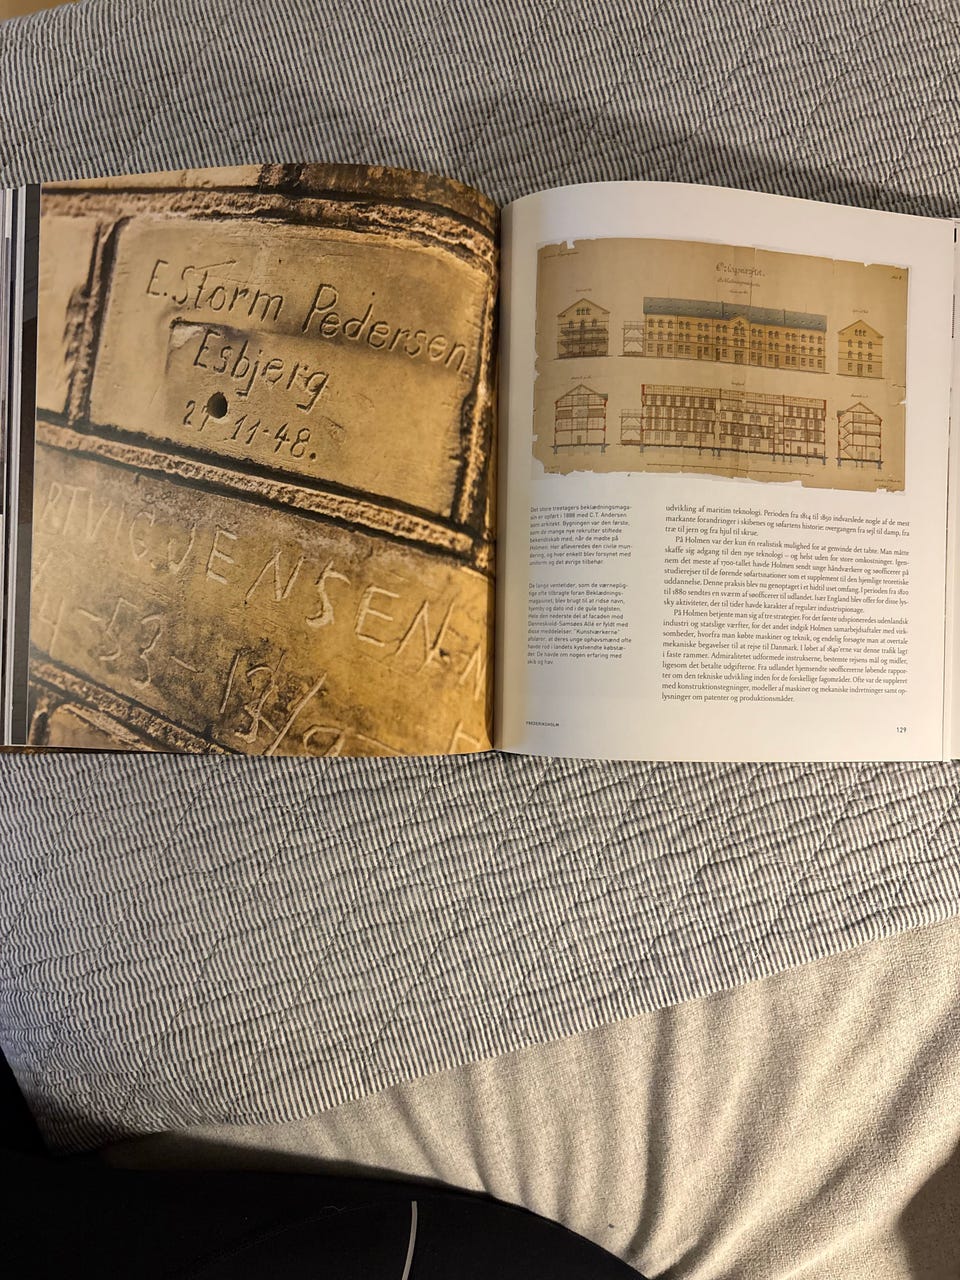 E. Storm Pedersen
Esbjerg
21 11-48.
JENSEN
13/9
Det store treetagers beklædningsmaga-
sin er opført i 1888 med C.T. Andersen
som arkitekt. Bygningen var den første,
som de mange nye rekrutter stiftede
bekendtskab med, når de mødte på
Holmen. Her afleveredes den civile mun-
dering, og hver enkelt blev forsynet med
uniform og det øvrige tilbehør.
De lange ventetider, som de værneplig-
tige ofte tilbragte foran Beklædnings-
magasinet, blev brugt til at ridse navn,
hjemby og dato ind i de gule teglsten.
Hele den nederste del af facaden mod
Danneskiold-Samsøes Allé er fyldt med
disse meddelelser. "Kunstværkerne"
afslører, at deres unge ophavsmænd ofte
havde rod i landets kystvendte købstæ-
der. De havde om nogen erfaring med
skib og hav.
FREDERIKSHOLM
udvikling af maritim teknologi. Perioden fra 1814 til 1850 indvarslede nogle af de mest
markante forandringer i skibenes og søfartens historie: overgangen fra sejl til damp, fra
træ til jern og fra hjul til skrue.
På Holmen var der kun én realistisk mulighed for at genvinde det tabte. Man måtte
skaffe sig adgang til den nye teknologi – og helst uden for store omkostninger. Igen-
nem det meste af 1700-tallet havde Holmen sendt unge håndværkere og søofficerer på
studierejser til de førende søfartsnationer som et supplement til den hjemlige teoretiske
uddannelse. Denne praksis blev nu genoptaget i et hidtil uset omfang. I perioden fra 1820
til 1880 sendtes en sværm af søofficerer til udlandet. Især England blev offer for disse lys-
sky aktiviteter, der til tider havde karakter af regulær industrispionage.
På Holmen betjente man sig af tre strategier. For det første udspioneredes udenlandsk
industri og statslige værfter, for det andet indgik Holmen samarbejdsaftaler med virk-
somheder, hvorfra man købte maskiner og teknik, og endelig forsøgte man at overtale
mekaniske begavelser til at rejse til Danmark. I løbet af 1840'erne var denne trafik lagt
i faste rammer. Admiralitetet udformede instrukserne, bestemte rejsens mål og midler,
ligesom det betalte udgifterne. Fra udlandet hjemsendte søofficererne løbende rappor-
ter om den tekniske udvikling inden for de forskellige fagområder. Ofte var de suppleret
med konstruktionstegninger, modeller af maskiner og mekaniske indretninger samt op-
lysninger om patenter og produktionsmåder.
129